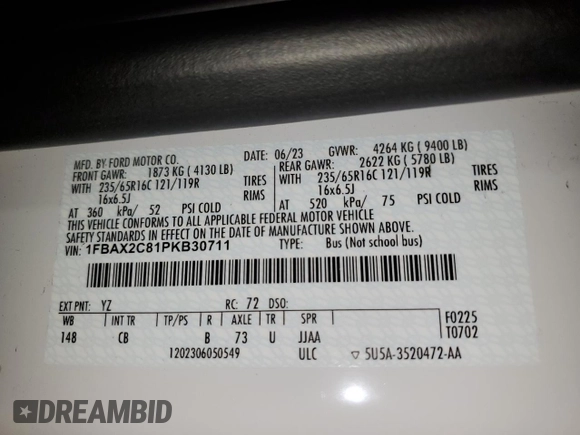 MFD. BY FORD MOTOR CO.
DATE: 06/23 GVWR: 4264 KG ( 9400 LB)
FRONT GAWR: 1873 KG ( 4130 LB)
REAR GAWR: 2622 KG ( 5780 LB)
WITH 235/65R16C 121/119R TIRES
WITH 235/65R16C 121/119R TIRES
16x6.5J RIMS
16x6.5J RIMS
AT 360 kPa/ 52 PSI COLD
AT 520 kPa/ 75 PSI COLD
THIS VEHICLE CONFORMS TO ALL APPLICABLE FEDERAL MOTOR VEHICLE
SAFETY STANDARDS IN EFFECT ON THE DATE OF MANUFACTURE SHOWN ABOVE.
VIN: 1FBAX2C81PKB30711 TYPE: Bus (Not school bus)
EXT PNT: YZ RC: 72 DSO:
WB INT TR TP/PS R AXLE TR SPR F0225
T0702
148 CB B 73 U JJAA
1202306050549 ULC ▽ 5U5A-3520472-AA
DREAMBID